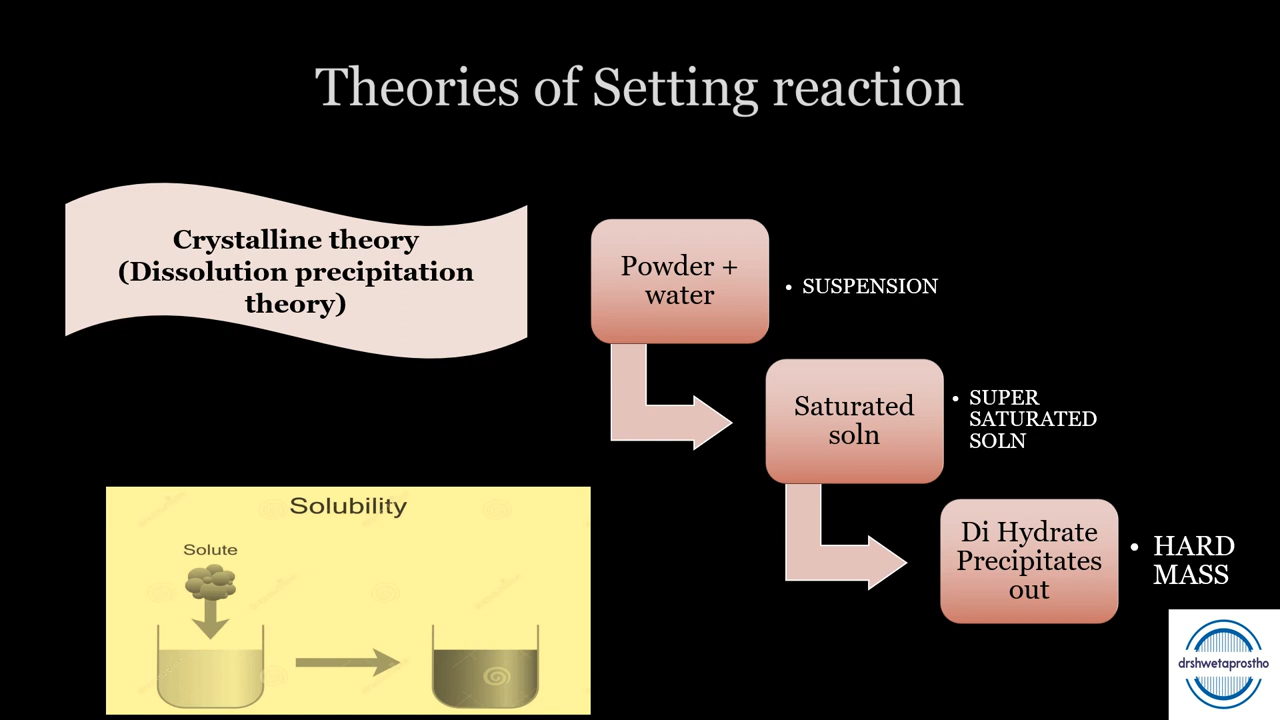 Theories of Setting reaction
Crystalline theory
(Dissolution precipitation
theory)
Powder +
water
• SUSPENSION
Saturated
soln
• SUPER
SATURATED
SOLN
Di Hydrate
Precipitates
out
• HARD
MASS
Solubility
Solute
drshwetaprostho